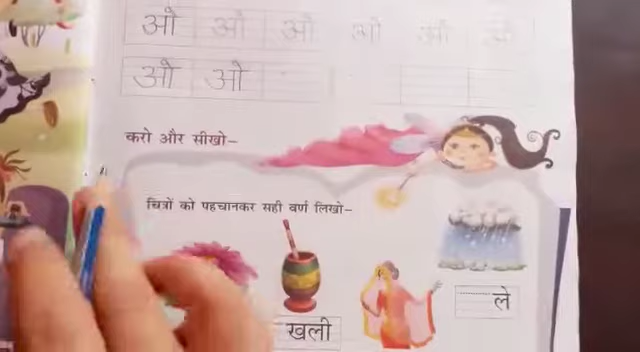 ओ ओ ओ ओ ओ ओ
ओ ओ
करो और सीखो–
चित्रों को पहचानकर सही वर्ण लिखो–
ले
खली